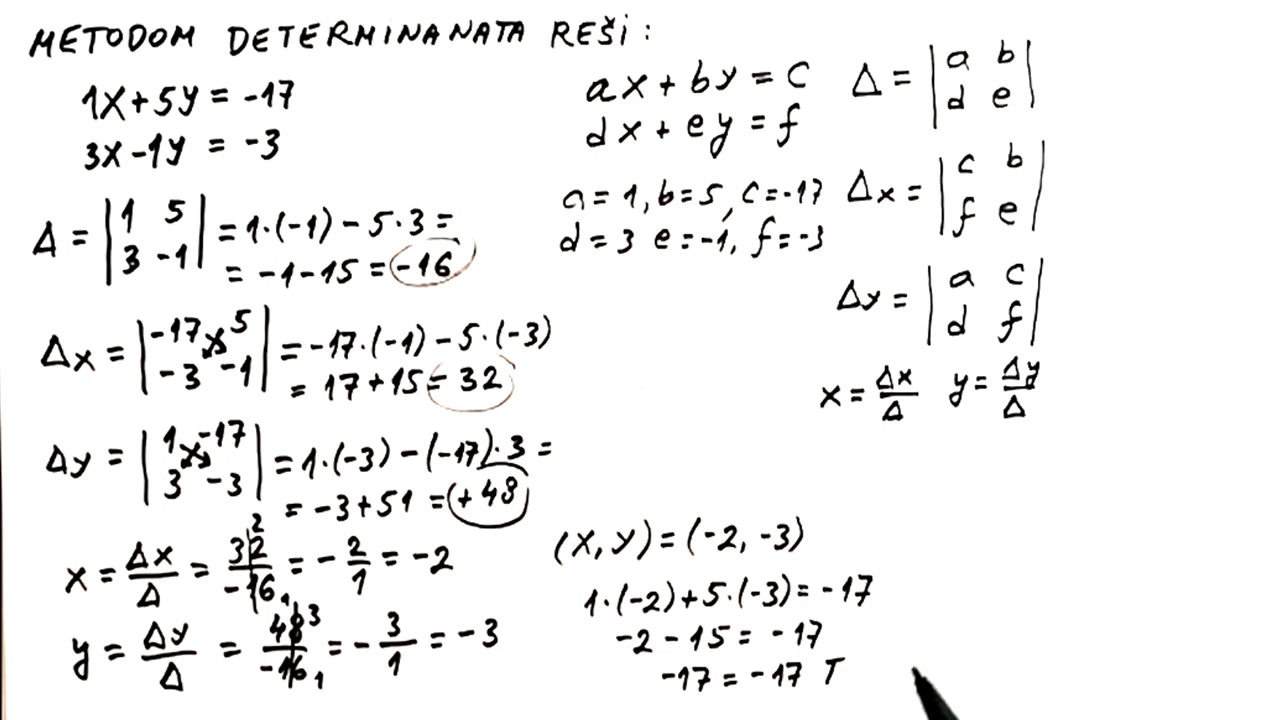 METODOM DETERMINANATA REŠI:
1x+5y = -17
3x-1y = -3
Δ = |1 5| = 1·(-1) - 5·3 =
|3 -1|
= -1-15 = -16
Δx = |-17 5| = -17·(-1) - 5·(-3)
|-3 -1|
= 17+15 = 32
Δy = |1 -17| = 1·(-3) - (-17)·3 =
|3 -3|
= -3+51 = +48
x = Δx/Δ = 32/-16 = -2/1 = -2
2
1
y = Δy/Δ = 48/-16 = -3/1 = -3
3
1
ax + by = c
dx + ey = f
a = 1, b = 5, c = -17
d = 3 e = -1, f = -3
Δ = |a b|
|d e|
Δx = |c b|
|f e|
Δy = |a c|
|d f|
x = Δx/Δ y = Δy/Δ
(x, y) = (-2, -3)
1·(-2)+5·(-3) = -17
-2 - 15 = -17
-17 = -17 T